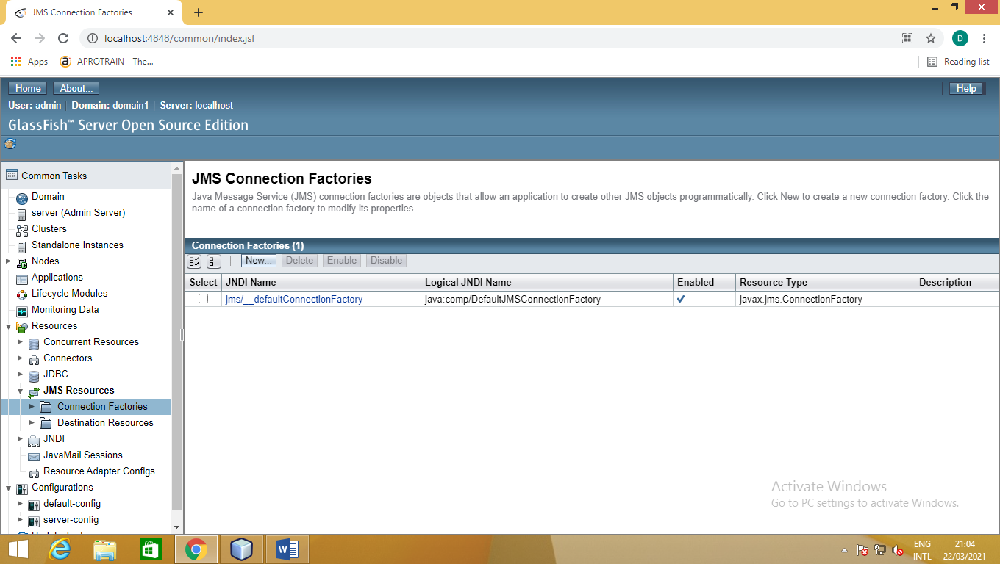 JMS Connection Factories
localhost:4848/common/index.jsf
D
Apps
APROTRAIN - The...
Reading list
Home
About...
Help
User: admin
Domain: domain1
Server: localhost
GlassFish™ Server Open Source Edition
Common Tasks
Domain
server (Admin Server)
Clusters
Standalone Instances
Nodes
Applications
Lifecycle Modules
Monitoring Data
Resources
Concurrent Resources
Connectors
JDBC
JMS Resources
Connection Factories
Destination Resources
JNDI
JavaMail Sessions
Resource Adapter Configs
Configurations
default-config
server-config
JMS Connection Factories
Java Message Service (JMS) connection factories are objects that allow an application to create other JMS objects programmatically. Click New to create a new connection factory. Click the
name of a connection factory to modify its properties.
Connection Factories (1)
New...
Delete
Enable
Disable
Select
JNDI Name
Logical JNDI Name
Enabled
Resource Type
Description
jms/__defaultConnectionFactory
java:comp/DefaultJMSConnectionFactory
javax.jms.ConnectionFactory
Activate Windows
Go to PC settings to activate Windows.
ENG
INTL
21:04
22/03/2021